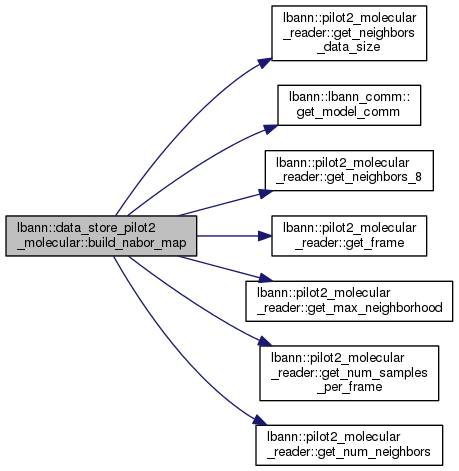 lbann::pilot2_molecular
_reader::get_neighbors
_data_size
lbann::lbann_comm::
get_model_comm
lbann::pilot2_molecular
_reader::get_neighbors_8
lbann::data_store_pilot2
_molecular::build_nabor_map
lbann::pilot2_molecular
_reader::get_frame
lbann::pilot2_molecular
_reader::get_max_neighborhood
lbann::pilot2_molecular
_reader::get_num_samples
_per_frame
lbann::pilot2_molecular
_reader::get_num_neighbors